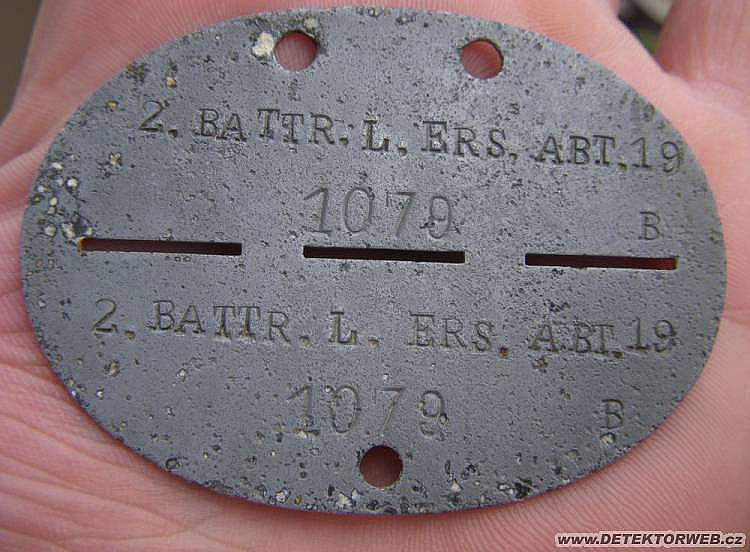 2. BATTR. L. ERS. ABT. 19
1079 B
2. BATTR. L. ERS. ABT. 19
1079 B
www.DETEKTORWEB.cz